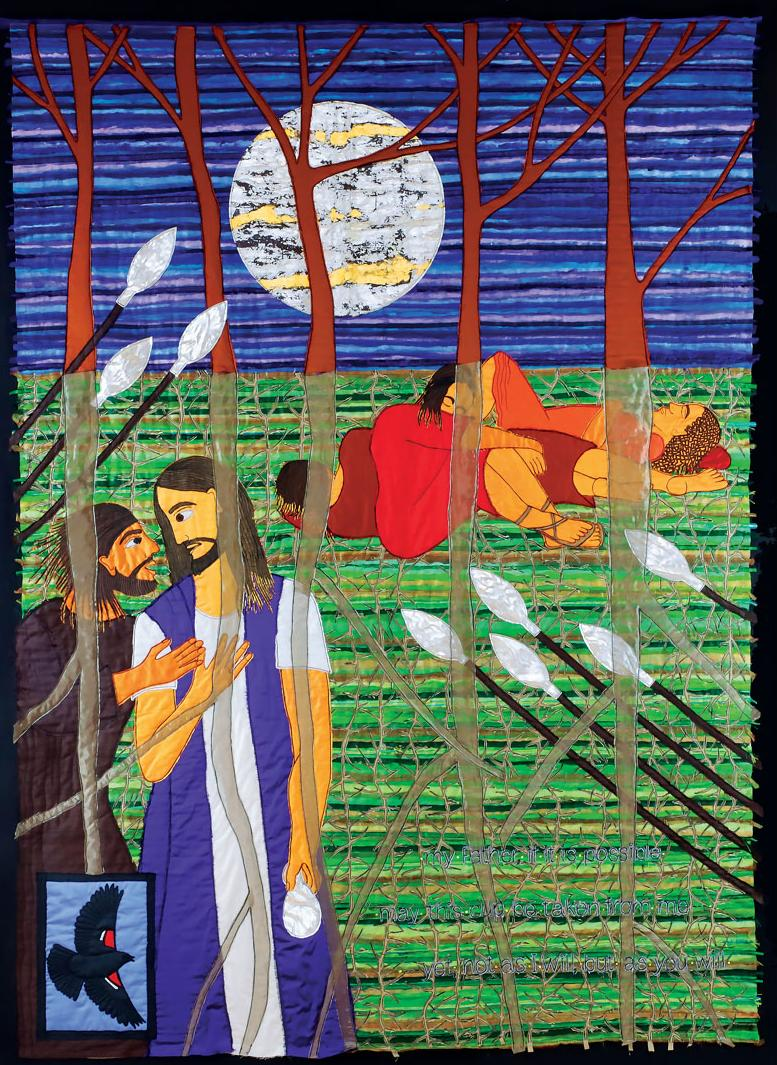 my Father, if it is possible
may this cup be taken from me
yet not as I will, but as you will